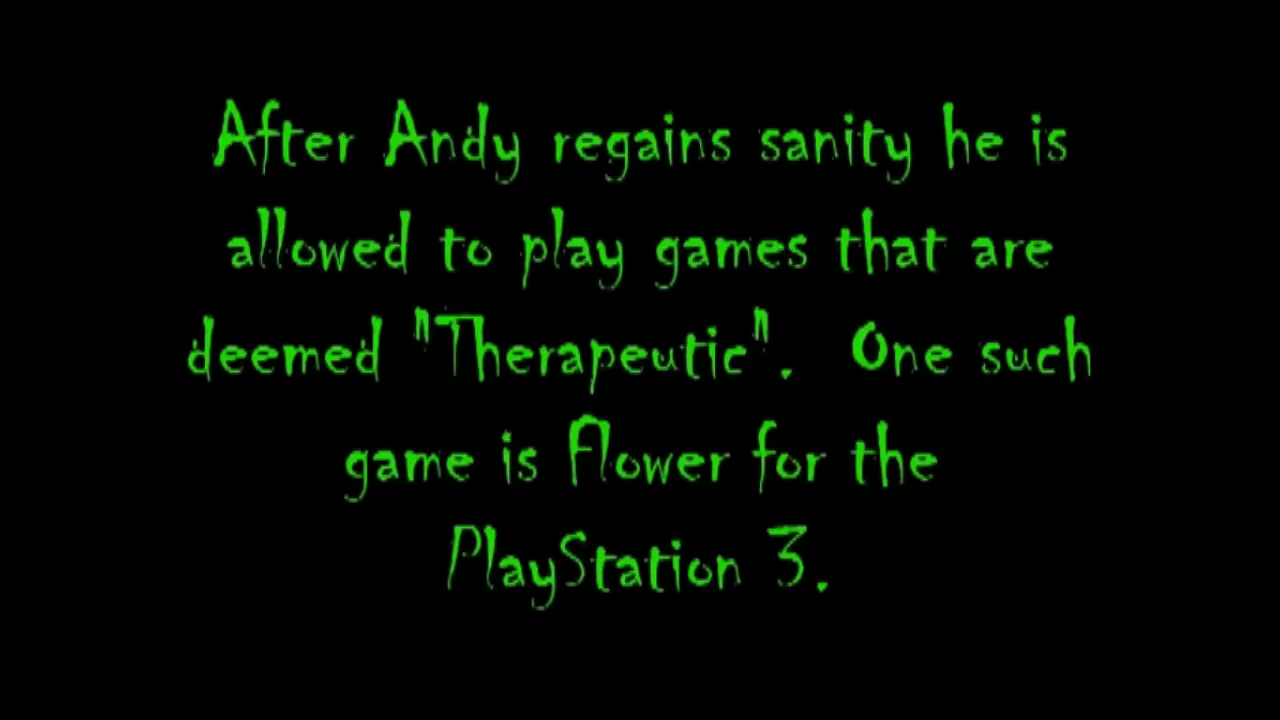 After Andy regains sanity he is
allowed to play games that are
deemed "Therapeutic".  One such
game is Flower for the
PlayStation 3.